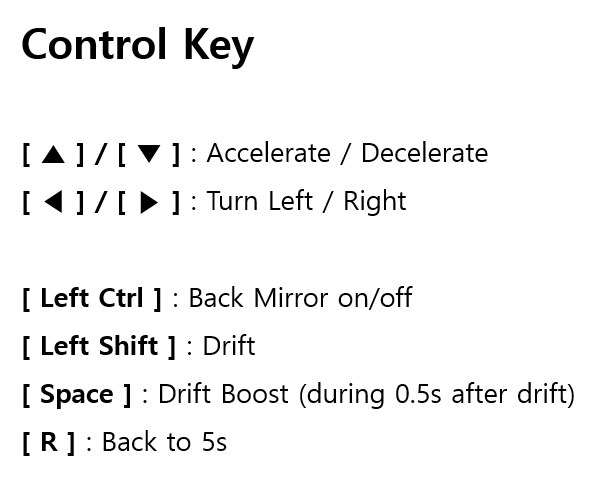 Control Key
[ ▲ ] / [ ▼ ] : Accelerate / Decelerate
[ ◀ ] / [ ▶ ] : Turn Left / Right
[ Left Ctrl ] : Back Mirror on/off
[ Left Shift ] : Drift
[ Space ] : Drift Boost (during 0.5s after drift)
[ R ] : Back to 5s